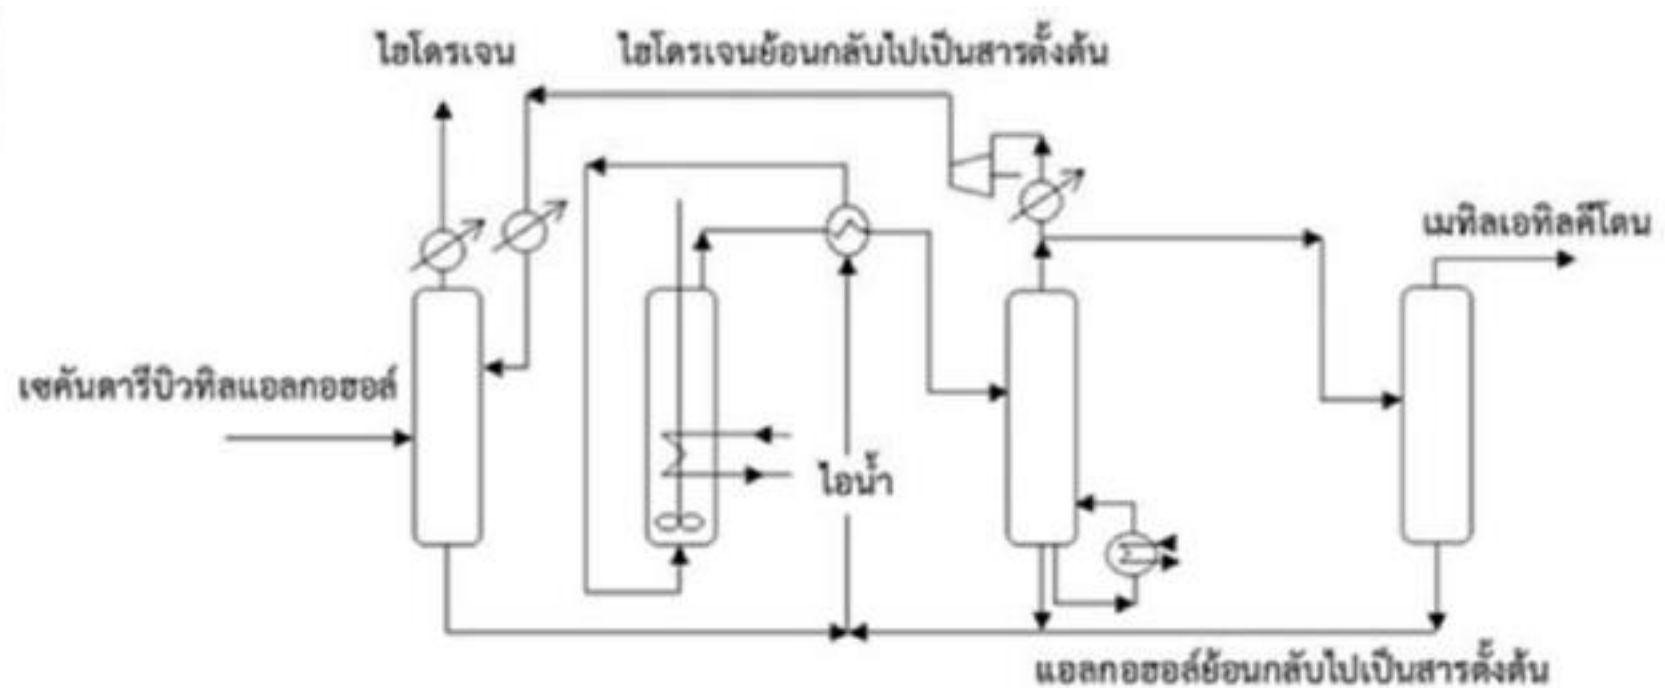 ไฮโดรเจน
ไฮโดรเจนย้อนกลับไปเป็นสารตั้งต้น
เมทิลเอทิลคีโตน
เซคันดารีบิวทิลแอลกอฮอล์
ไอน้ำ
แอลกอฮอล์ย้อนกลับไปเป็นสารตั้งต้น